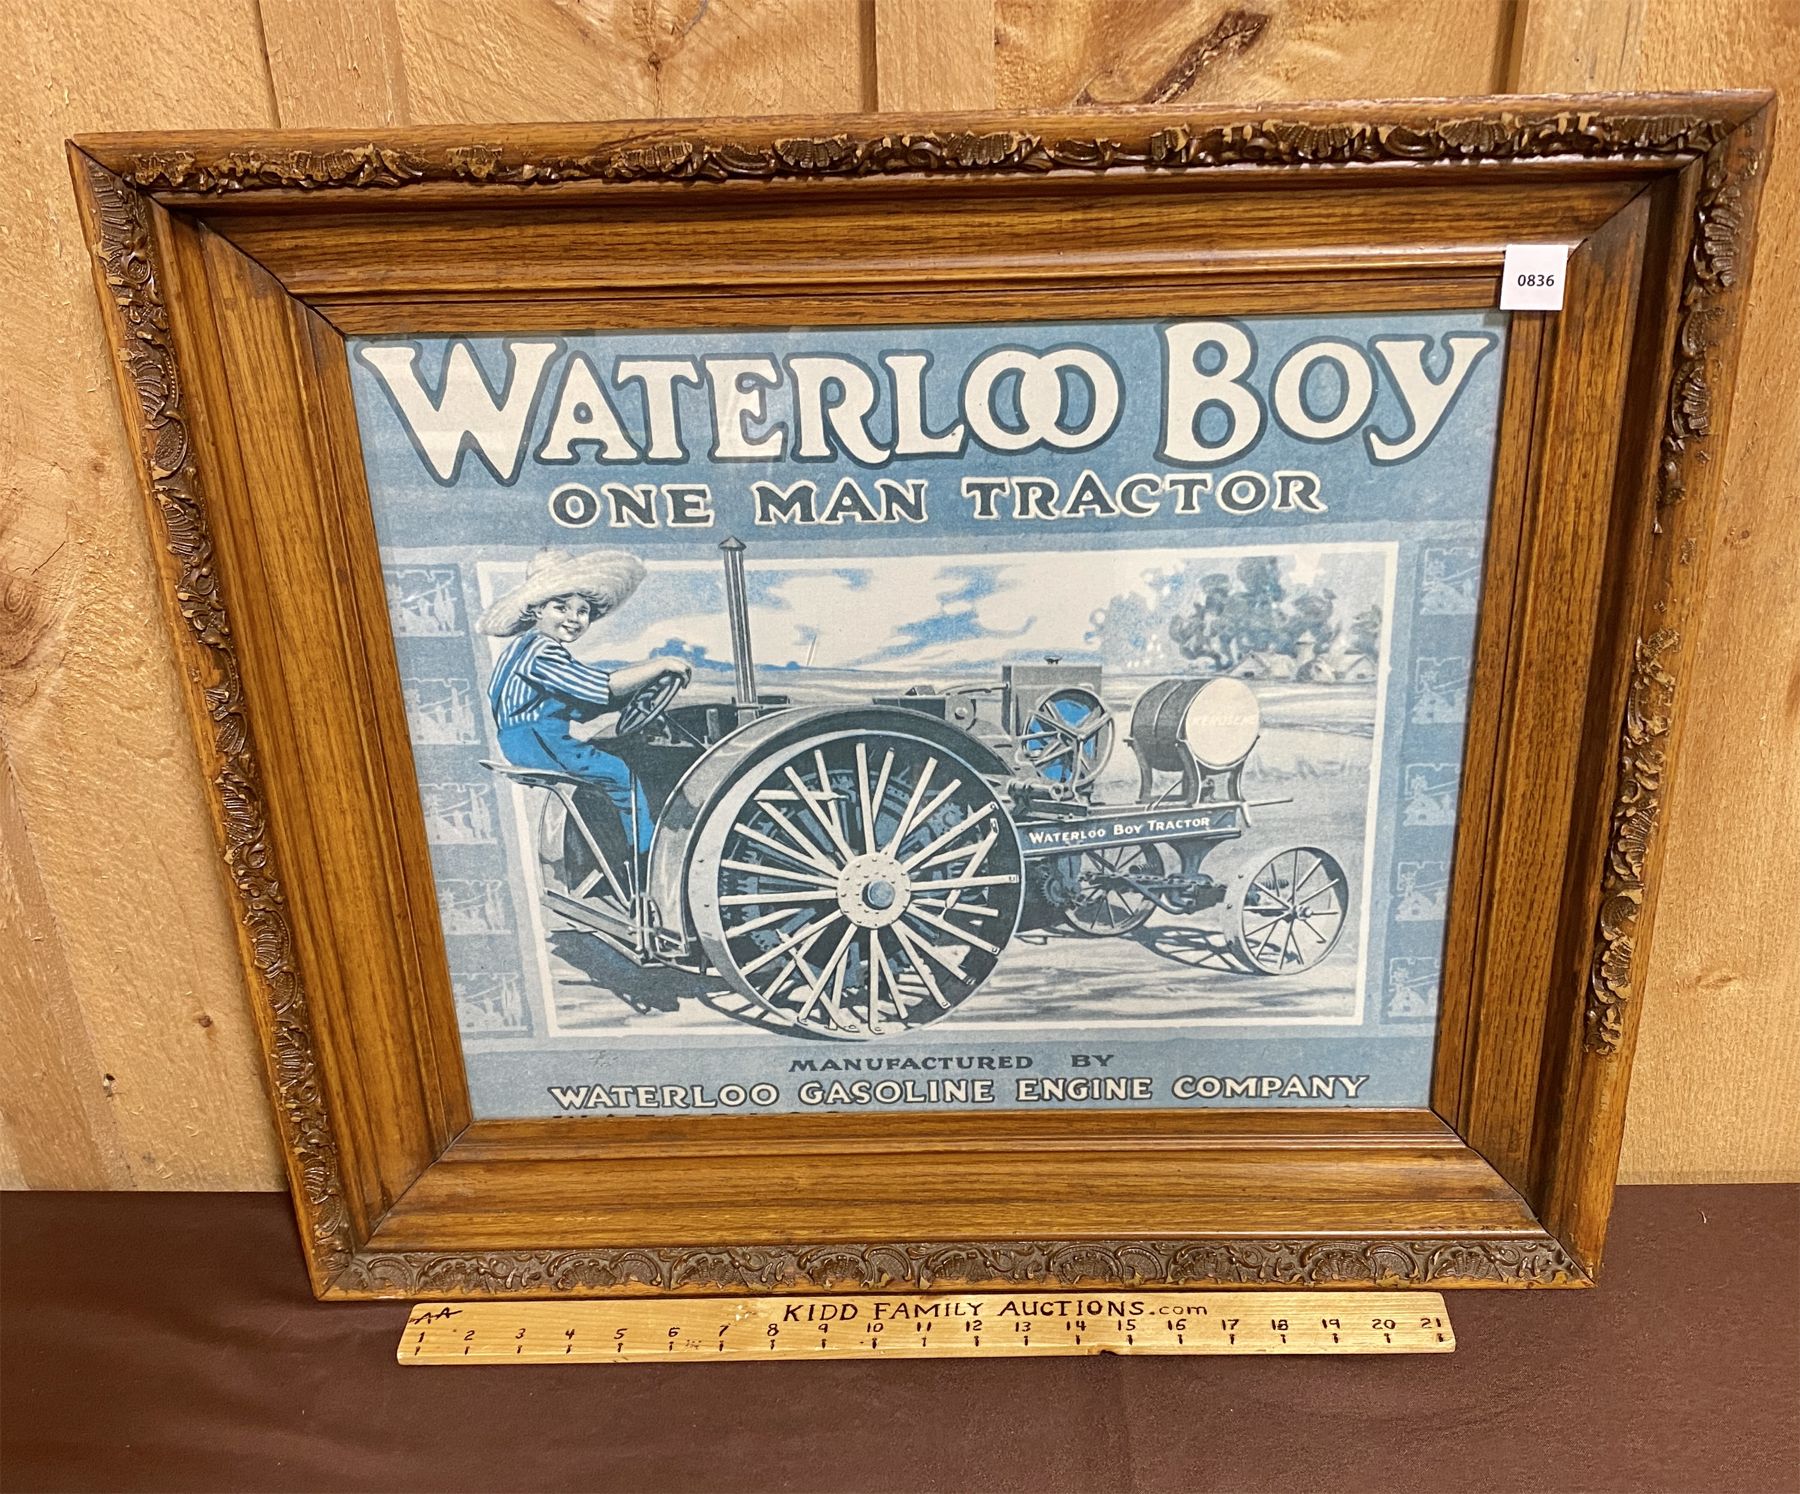 0836
WATERLOO BOY
ONE MAN TRACTOR
KEROSENE
WATERLOO BOY TRACTOR
MANUFACTURED BY
WATERLOO GASOLINE ENGINE COMPANY
AA KIDD FAMILY AUCTIONS.com
1 2 3 4 5 6 7 8 9 10 11 12 13 14 15 16 17 18 19 20 21